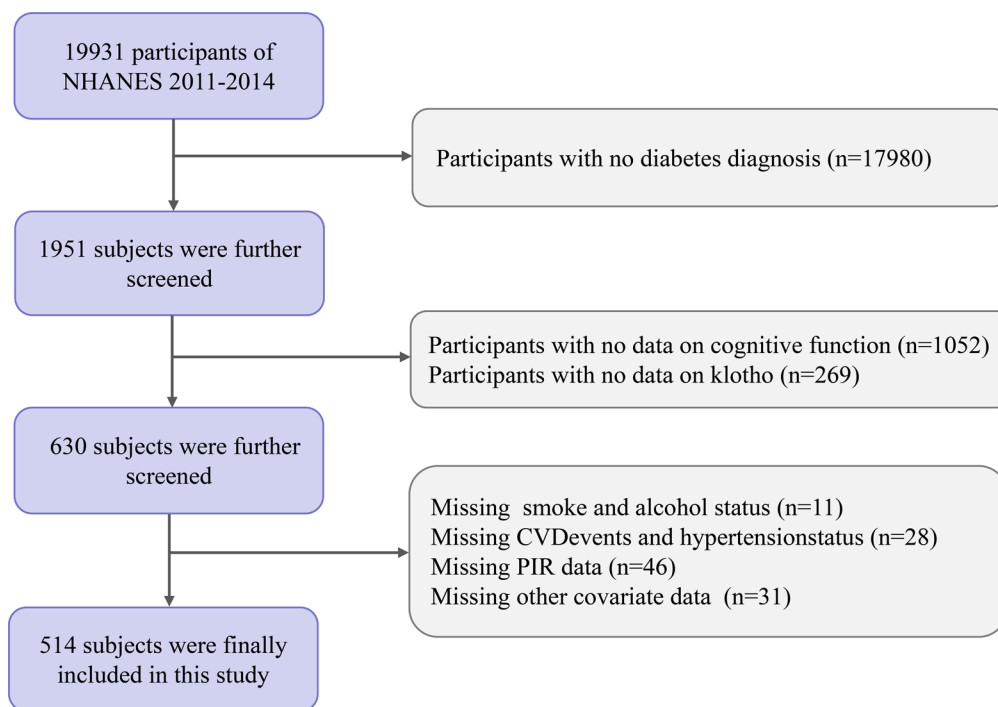 19931 participants of
NHANES 2011-2014
Participants with no diabetes diagnosis (n=17980)
1951 subjects were further
screened
Participants with no data on cognitive function (n=1052)
Participants with no data on klotho (n=269)
630 subjects were further
screened
Missing  smoke and alcohol status (n=11)
Missing CVDevents and hypertensionstatus (n=28)
Missing PIR data (n=46)
Missing other covariate data  (n=31)
514 subjects were finally
included in this study